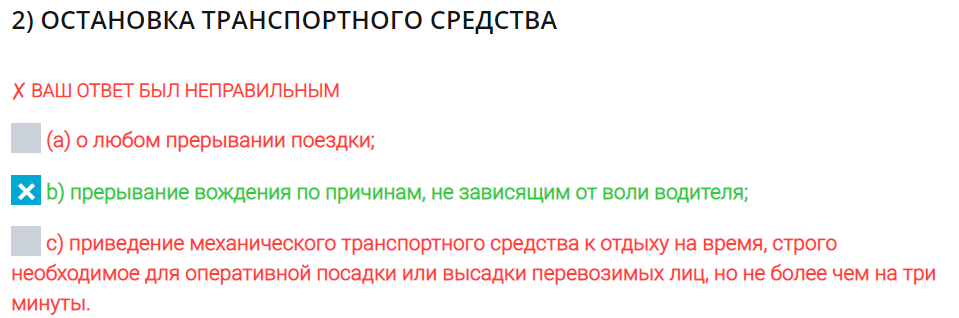 2) ОСТАНОВКА ТРАНСПОРТНОГО СРЕДСТВА
✗ ВАШ ОТВЕТ БЫЛ НЕПРАВИЛЬНЫМ
(a) о любом прерывании поездки;
b) прерывание вождения по причинам, не зависящим от воли водителя;
c) приведение механического транспортного средства к отдыху на время, строго
необходимое для оперативной посадки или высадки перевозимых лиц, но не более чем на три
минуты.